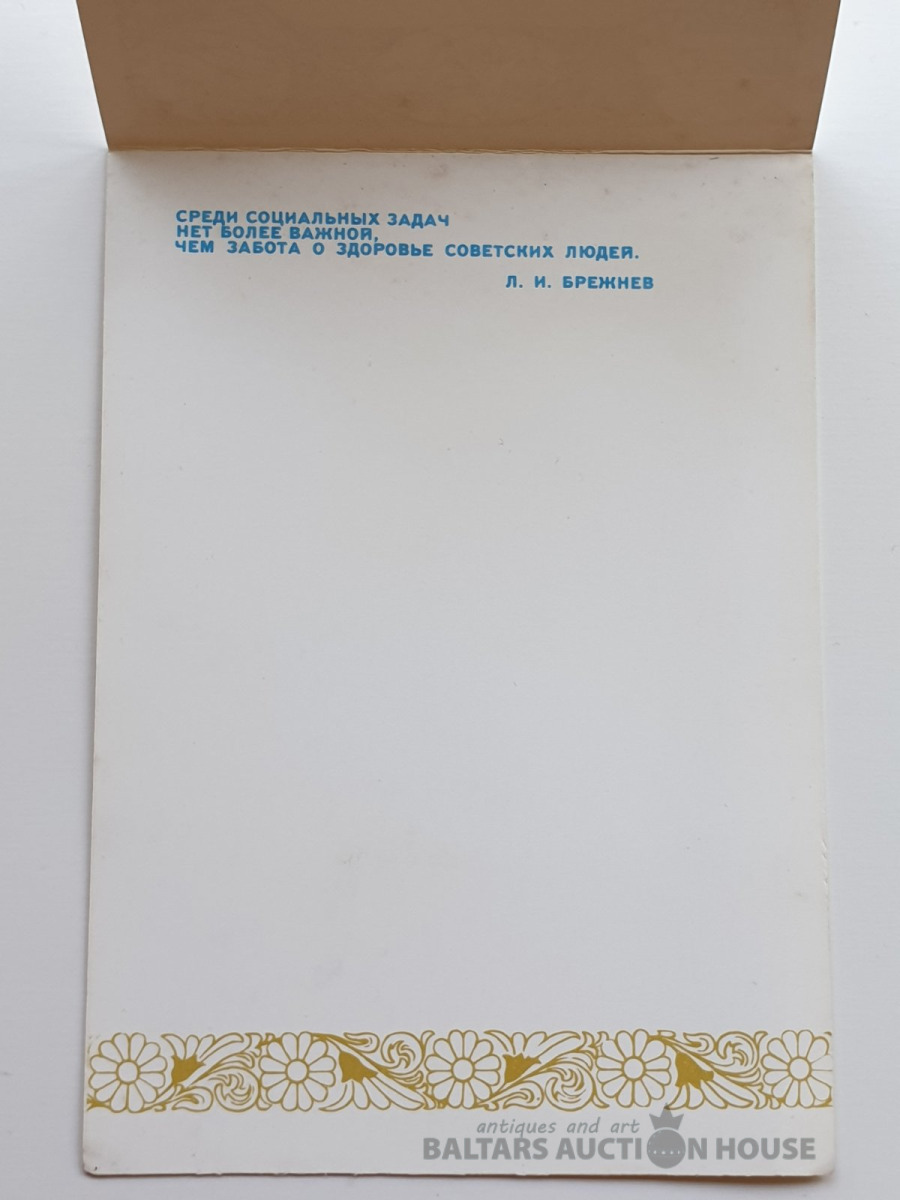 СРЕДИ СОЦИАЛЬНЫХ ЗАДАЧ
НЕТ БОЛЕЕ ВАЖНОЙ,
ЧЕМ ЗАБОТА О ЗДОРОВЬЕ СОВЕТСКИХ ЛЮДЕЙ.
Л. И. БРЕЖНЕВ
antiques and art
BALTARS AUCTION HOUSE